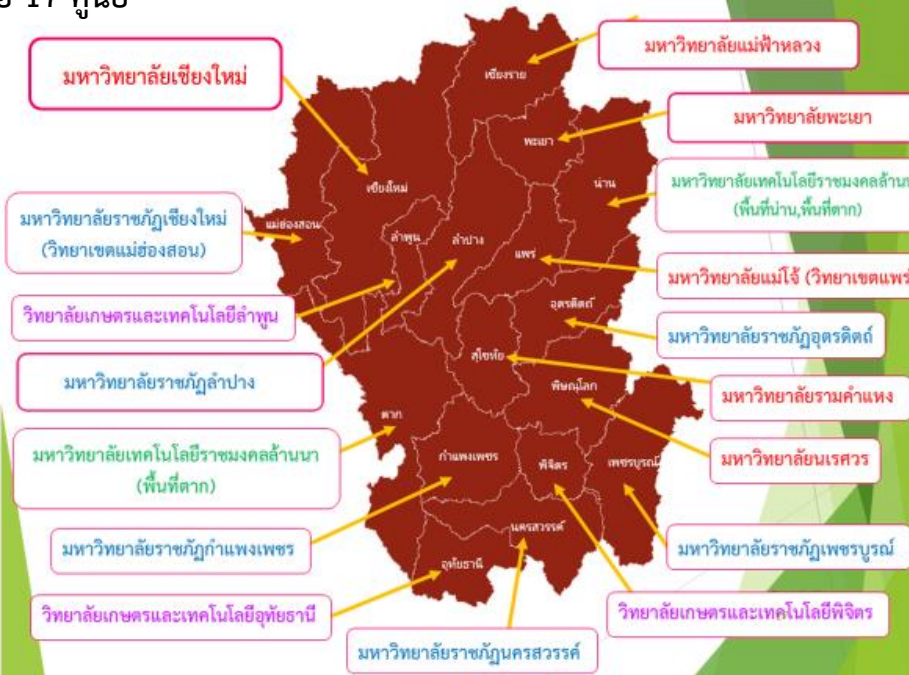 17 ศูนย์
มหาวิทยาลัยเชียงใหม่
มหาวิทยาลัยแม่ฟ้าหลวง
เชียงราย
มหาวิทยาลัยพะเยา
พะเยา
เชียงใหม่
น่าน
มหาวิทยาลัยเทคโนโลยีราชมงคลล้านนา
(พื้นที่น่าน,พื้นที่ตาก)
มหาวิทยาลัยราชภัฏเชียงใหม่
(วิทยาเขตแม่ฮ่องสอน)
แม่ฮ่องสอน
ลำพูน
ลำปาง
แพร่
มหาวิทยาลัยแม่โจ้ (วิทยาเขตแพร่
วิทยาลัยเกษตรและเทคโนโลยีลำพูน
อุตรดิตถ์
มหาวิทยาลัยราชภัฏอุตรดิตถ์
มหาวิทยาลัยราชภัฏลำปาง
สุโขทัย
พิษณุโลก
มหาวิทยาลัยรามคำแหง
ตาก
มหาวิทยาลัยเทคโนโลยีราชมงคลล้านนา
(พื้นที่ตาก)
กำแพงเพชร
พิจิตร
เพชรบูรณ์
มหาวิทยาลัยนเรศวร
มหาวิทยาลัยราชภัฏกำแพงเพชร
นครสวรรค์
มหาวิทยาลัยราชภัฏเพชรบูรณ์
อุทัยธานี
วิทยาลัยเกษตรและเทคโนโลยีอุทัยธานี
วิทยาลัยเกษตรและเทคโนโลยีพิจิตร
มหาวิทยาลัยราชภัฏนครสวรรค์